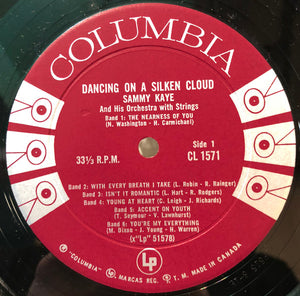 COLUMBIA
DANCING ON A SILKEN CLOUD
SAMMY KAYE
And His Orchestra with Strings
Band 1: THE NEARNESS OF YOU
(N. Washington - H. Carmichael)
33⅓ R.P.M.
Side 1
CL 1571
Band 2: WITH EVERY BREATH I TAKE (L. Robin - R. Rainger)
Band 3: ISN'T IT ROMANTIC (L. Hart - R. Rodgers)
Band 4: YOUNG AT HEART (C. Leigh - J. Richards)
Band 5: ACCENT ON YOUTH
(T. Seymour - V. Lawnhurst)
Band 6: YOU'RE MY EVERYTHING
(M. Dixon - J. Young - H. Warren)
(x"Lp" 51578)
Lp
"COLUMBIA" MARCAS REG. T. M. MADE IN CANADA